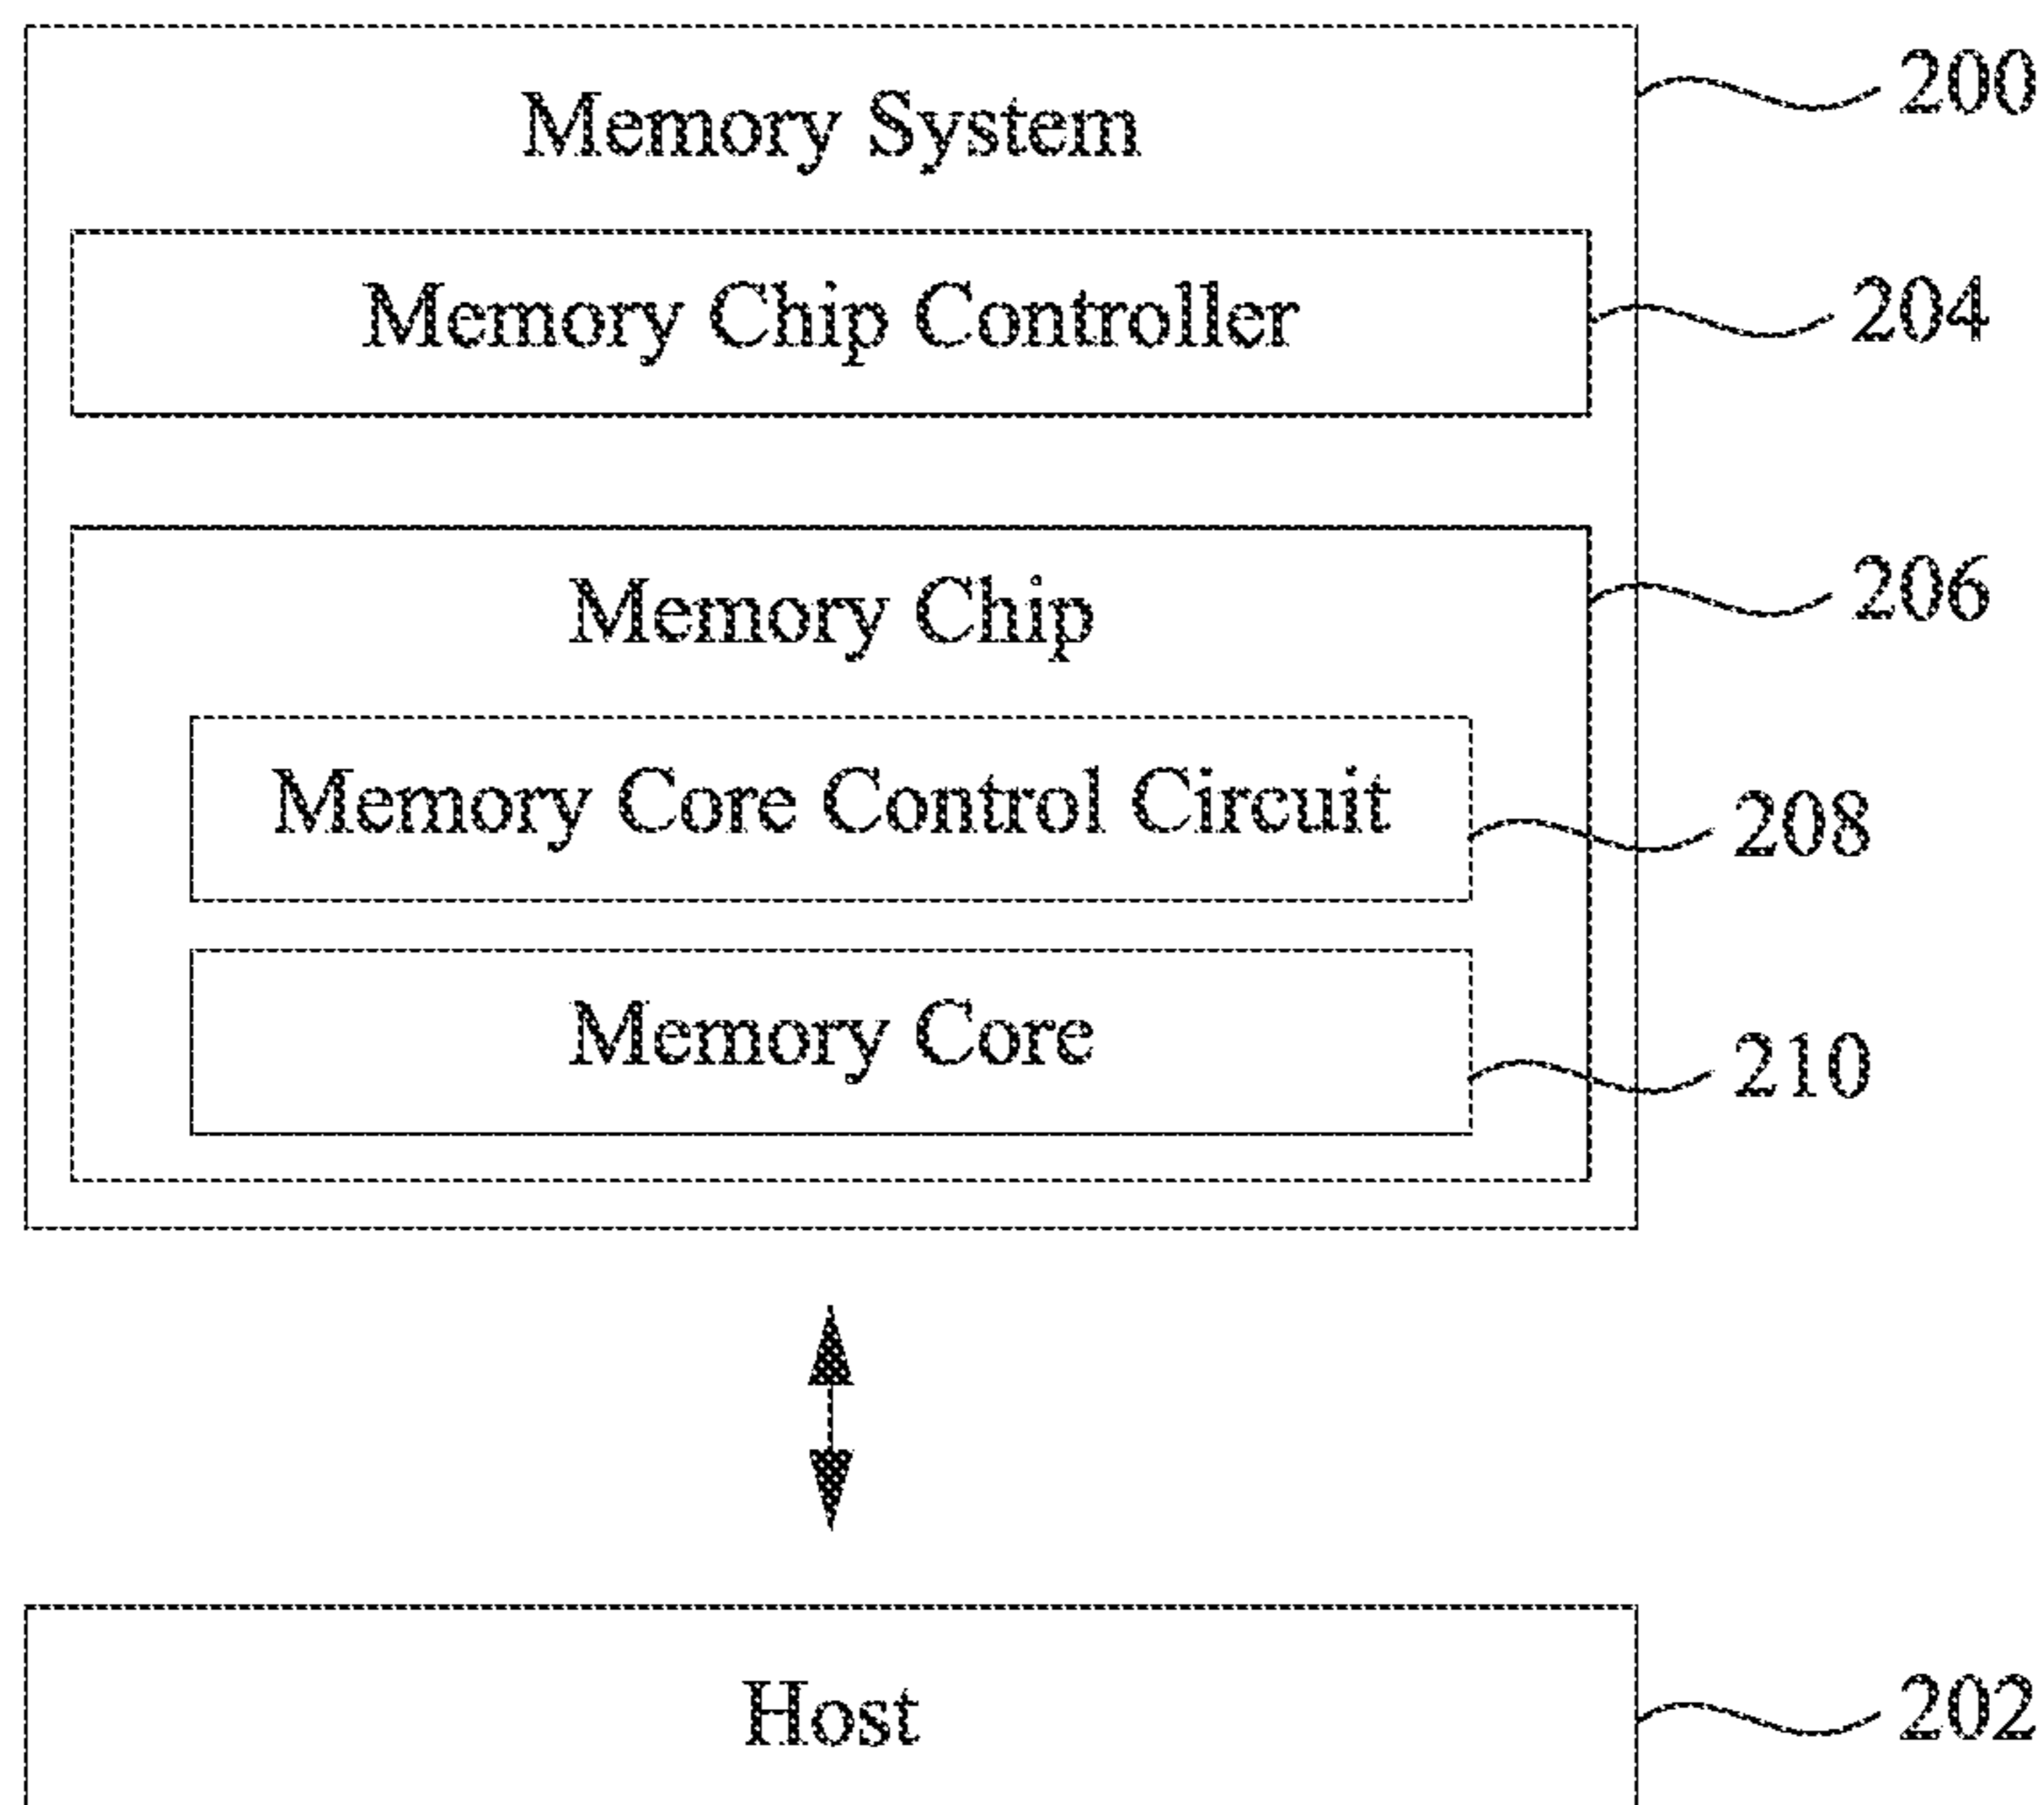 Memory System
200
Memory Chip Controller
204
Memory Chip
206
Memory Core Control Circuit
208
Memory Core
210
Host
202